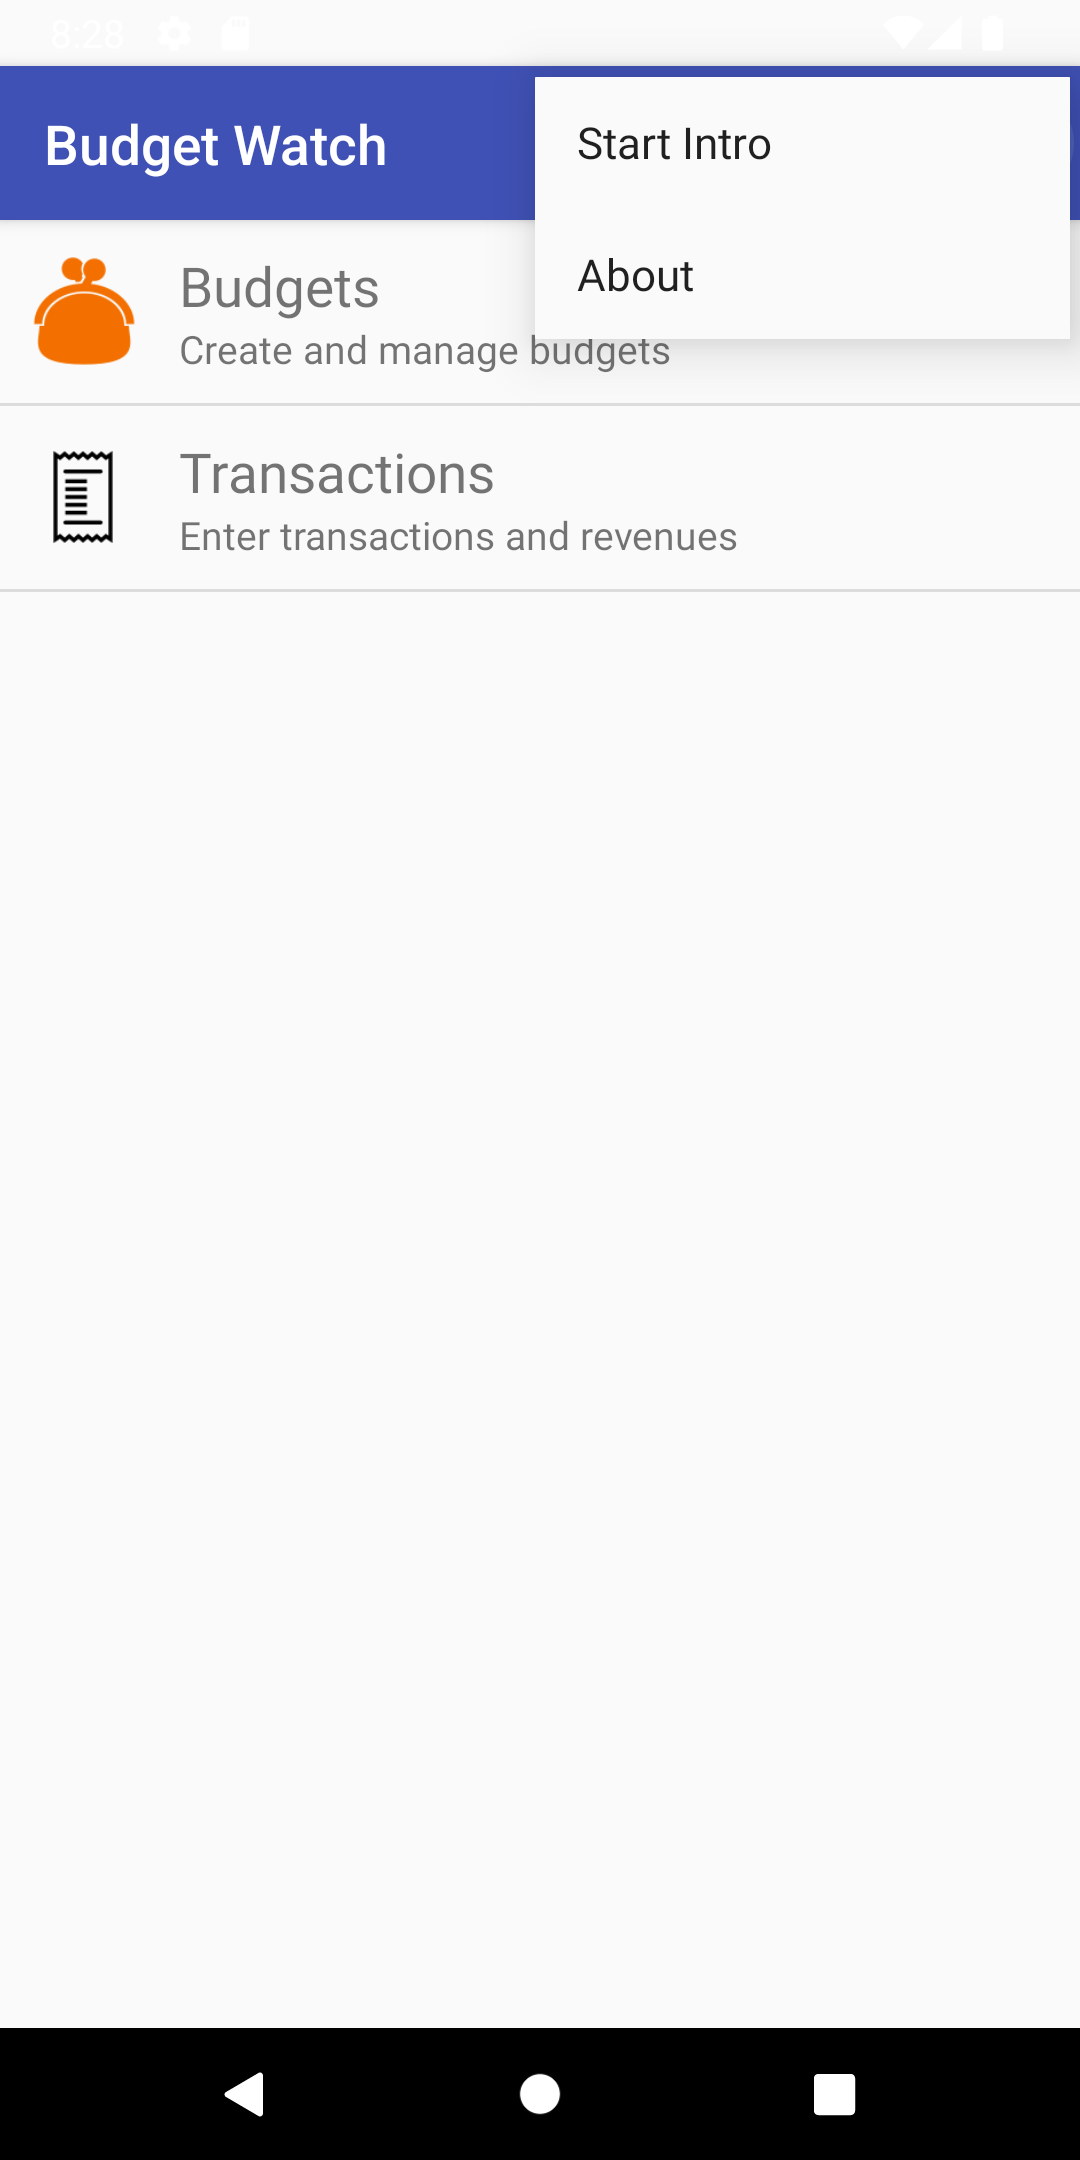 8:28
Budget Watch
Start Intro
About
Budgets
Create and manage budgets
Transactions
Enter transactions and revenues